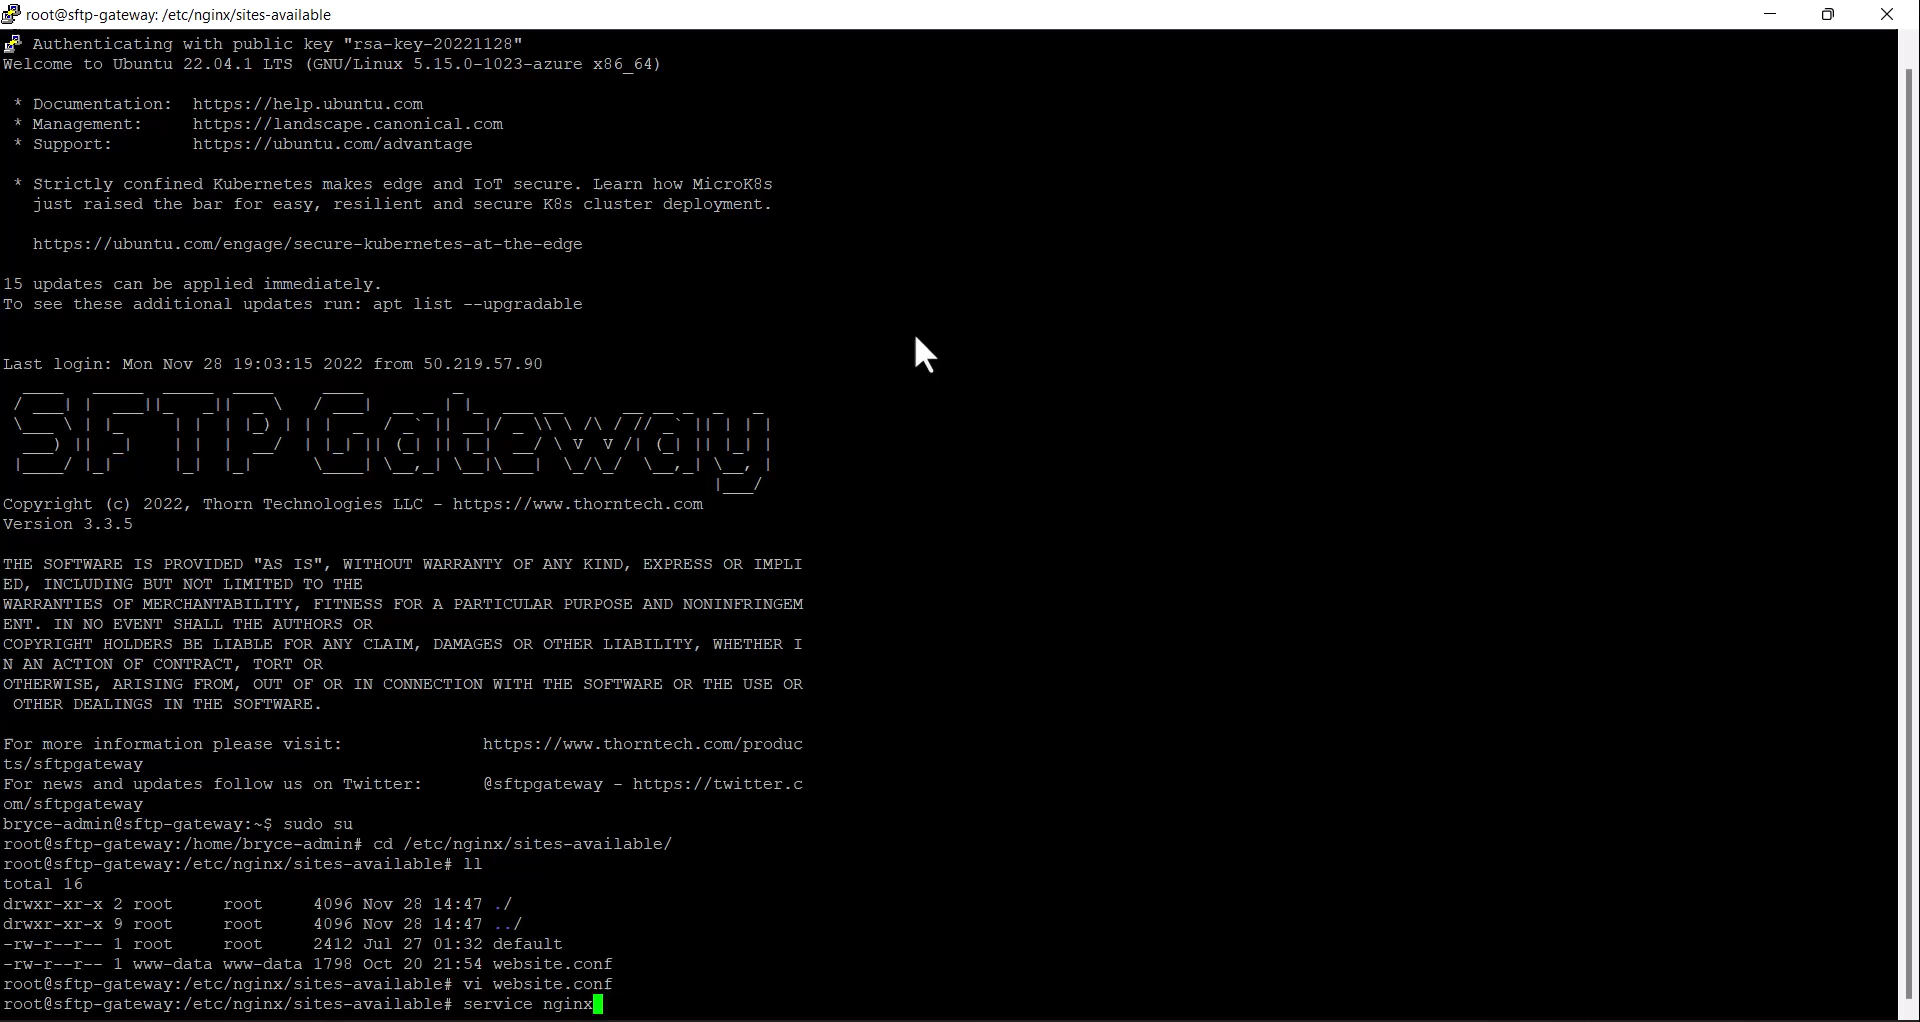 root@sftp-gateway: /etc/nginx/sites-available
Authenticating with public key "rsa-key-20221128"
Welcome to Ubuntu 22.04.1 LTS (GNU/Linux 5.15.0-1023-azure x86_64)
* Documentation:  https://help.ubuntu.com
* Management:     https://landscape.canonical.com
* Support:        https://ubuntu.com/advantage
* Strictly confined Kubernetes makes edge and IoT secure. Learn how MicroK8s
just raised the bar for easy, resilient and secure K8s cluster deployment.
https://ubuntu.com/engage/secure-kubernetes-at-the-edge
15 updates can be applied immediately.
To see these additional updates run: apt list --upgradable
Last login: Mon Nov 28 19:03:15 2022 from 50.219.57.90
SFTP Gateway
Copyright (c) 2022, Thorn Technologies LLC - https://www.thorntech.com
Version 3.3.5
THE SOFTWARE IS PROVIDED "AS IS", WITHOUT WARRANTY OF ANY KIND, EXPRESS OR IMPLI
ED, INCLUDING BUT NOT LIMITED TO THE
WARRANTIES OF MERCHANTABILITY, FITNESS FOR A PARTICULAR PURPOSE AND NONINFRINGEM
ENT. IN NO EVENT SHALL THE AUTHORS OR
COPYRIGHT HOLDERS BE LIABLE FOR ANY CLAIM, DAMAGES OR OTHER LIABILITY, WHETHER I
N AN ACTION OF CONTRACT, TORT OR
OTHERWISE, ARISING FROM, OUT OF OR IN CONNECTION WITH THE SOFTWARE OR THE USE OR
OTHER DEALINGS IN THE SOFTWARE.
For more information please visit:              https://www.thorntech.com/produc
ts/sftpgateway
For news and updates follow us on Twitter:      @sftpgateway - https://twitter.c
om/sftpgateway
bryce-admin@sftp-gateway:~$ sudo su
root@sftp-gateway:/home/bryce-admin# cd /etc/nginx/sites-available/
root@sftp-gateway:/etc/nginx/sites-available# ll
total 16
drwxr-xr-x 2 root     root     4096 Nov 28 14:47 ./
drwxr-xr-x 9 root     root     4096 Nov 28 14:47 ../
-rw-r--r-- 1 root     root     2412 Jul 27 01:32 default
-rw-r--r-- 1 www-data www-data 1798 Oct 20 21:54 website.conf
root@sftp-gateway:/etc/nginx/sites-available# vi website.conf
root@sftp-gateway:/etc/nginx/sites-available# service nginx